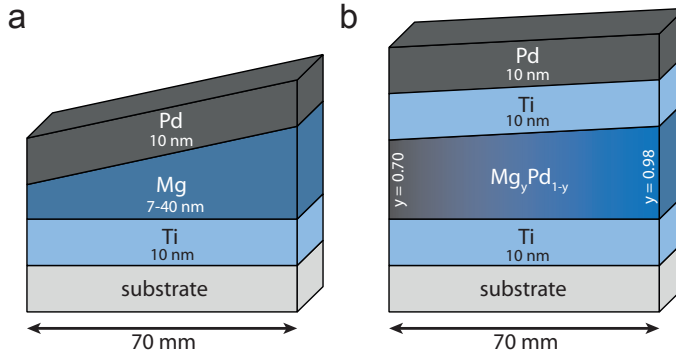 a
Pd
10 nm
Mg
7-40 nm
Ti
10 nm
substrate
70 mm
b
Pd
10 nm
Ti
10 nm
y = 0.70
MgyPd1-y
y = 0.98
Ti
10 nm
substrate
70 mm